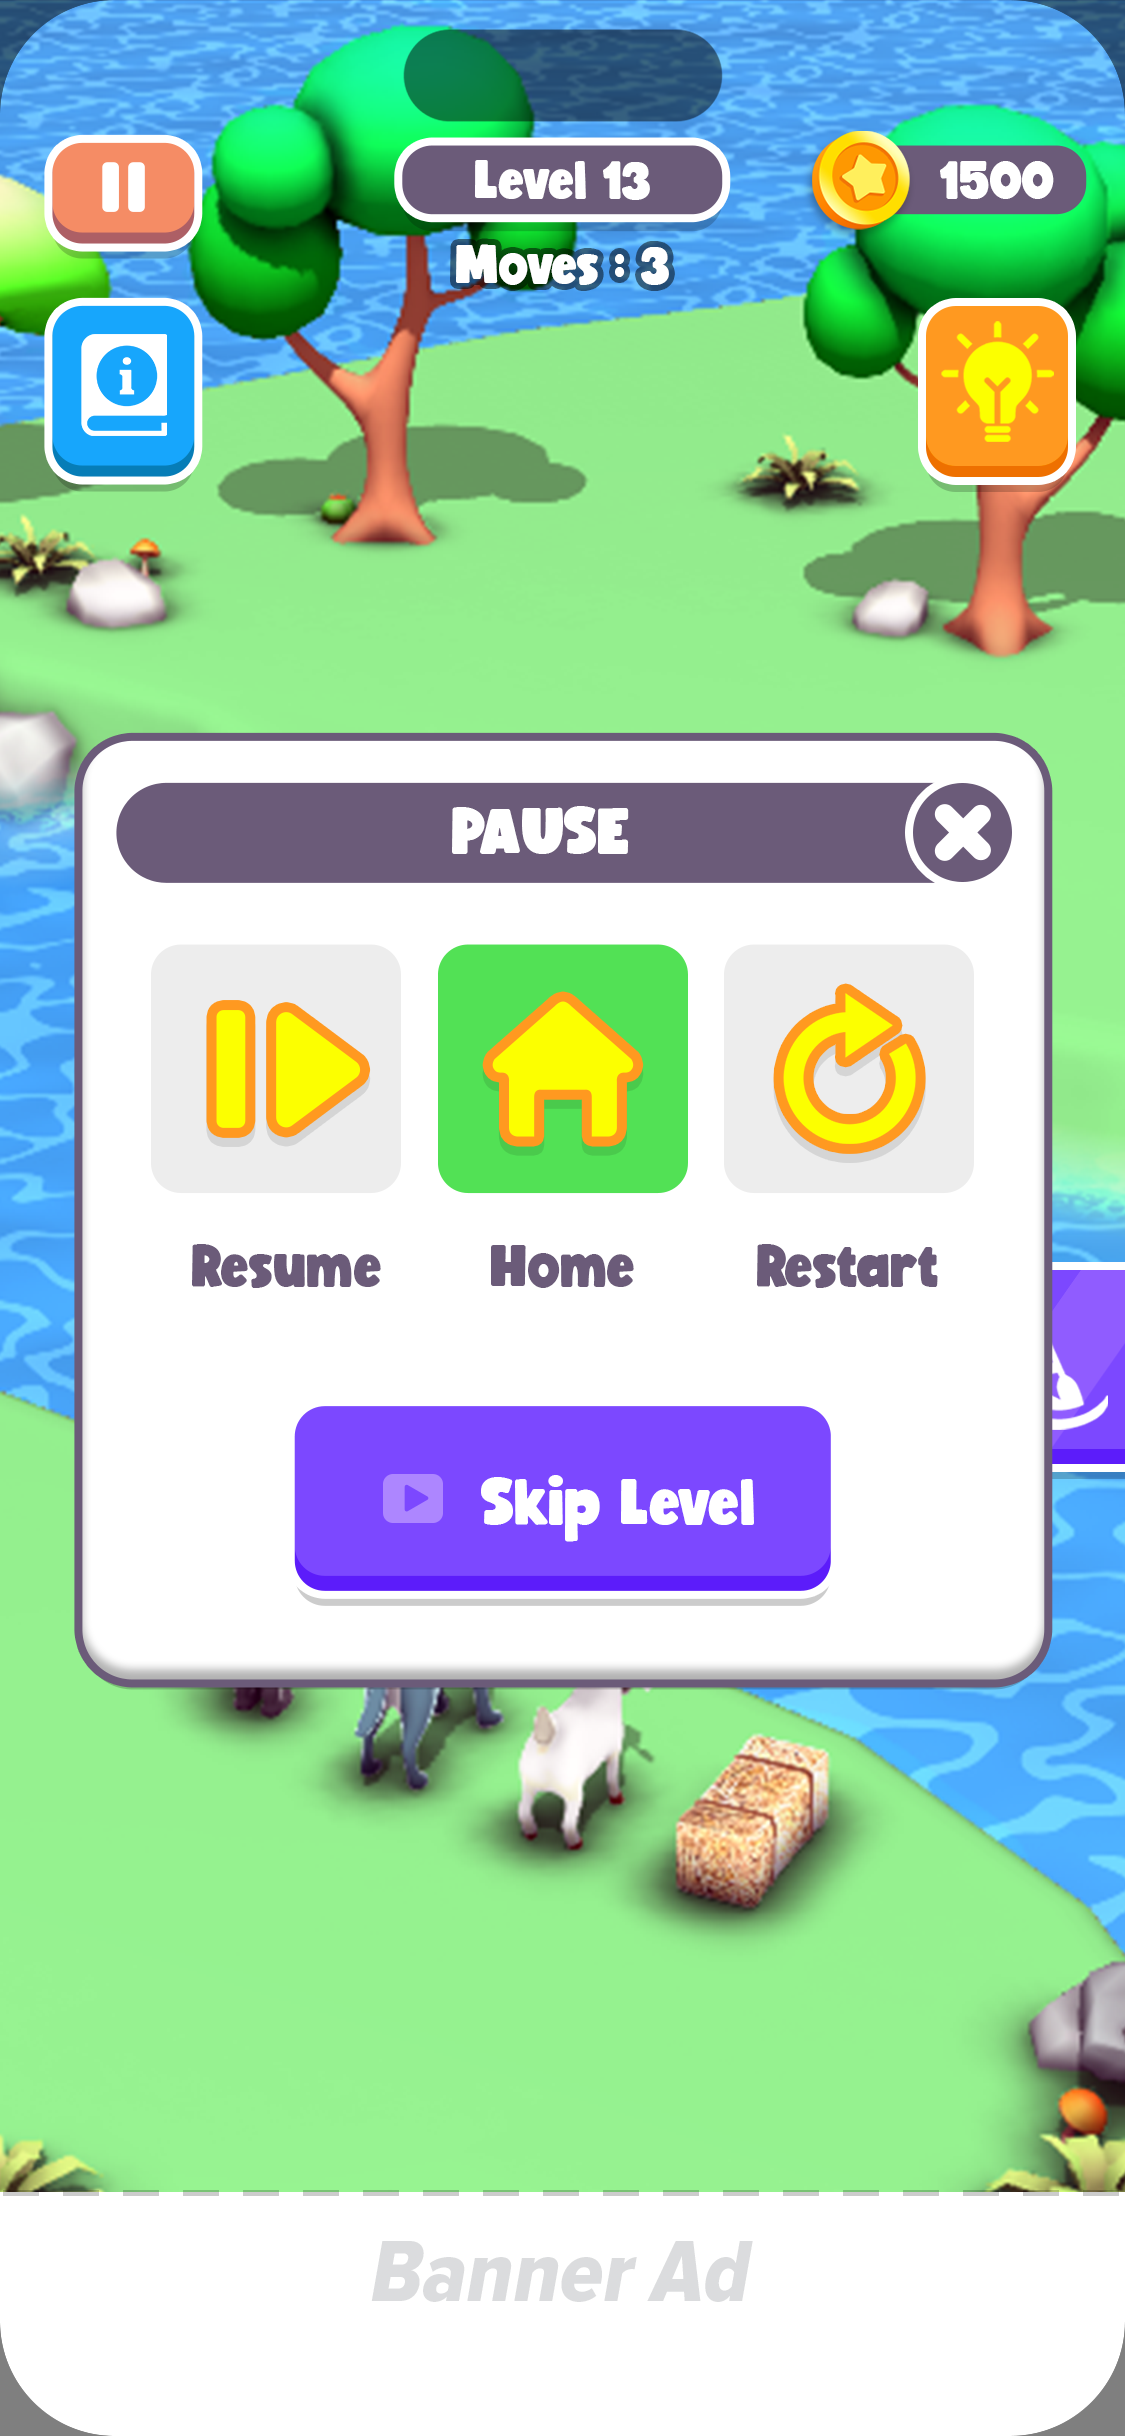 Level 13
1500
Moves : 3
PAUSE
Resume
Home
Restart
Skip Level
Banner Ad